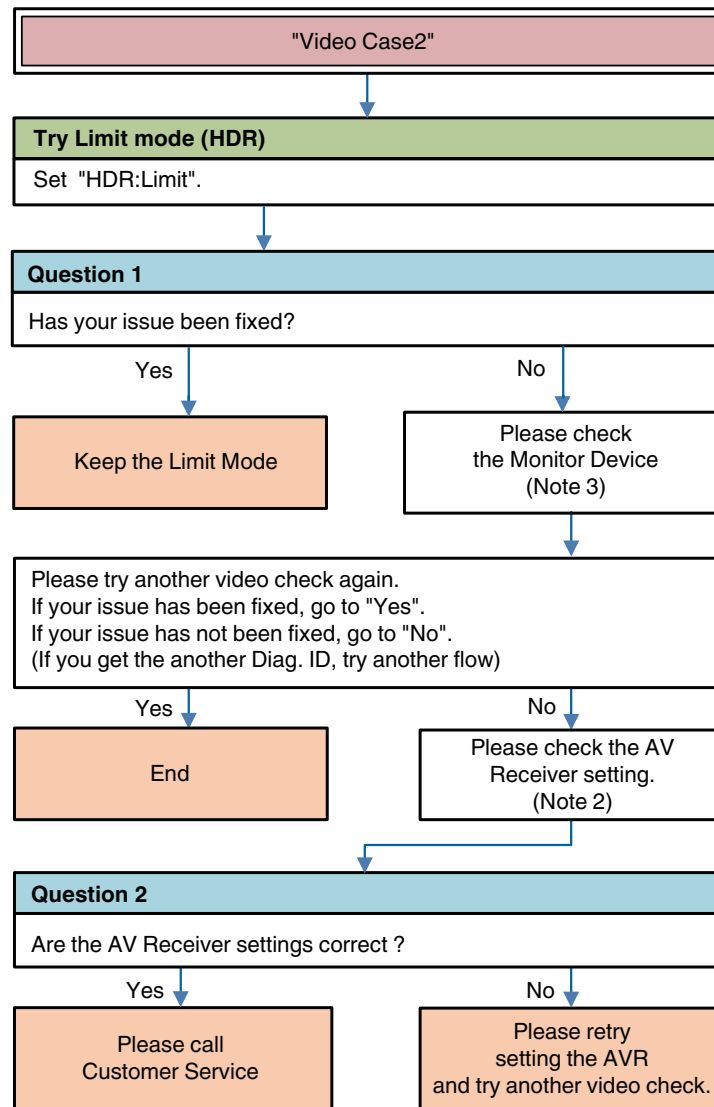 "Video Case2"
Try Limit mode (HDR)
Set "HDR:Limit".
Question 1
Has your issue been fixed?
Yes
No
Keep the Limit Mode
Please check
the Monitor Device
(Note 3)
Please try another video check again.
If your issue has been fixed, go to "Yes".
If your issue has not been fixed, go to "No".
(If you get the another Diag. ID, try another flow)
Yes
No
End
Please check the AV
Receiver setting.
(Note 2)
Question 2
Are the AV Receiver settings correct ?
Yes
No
Please call
Customer Service
Please retry
setting the AVR
and try another video check.